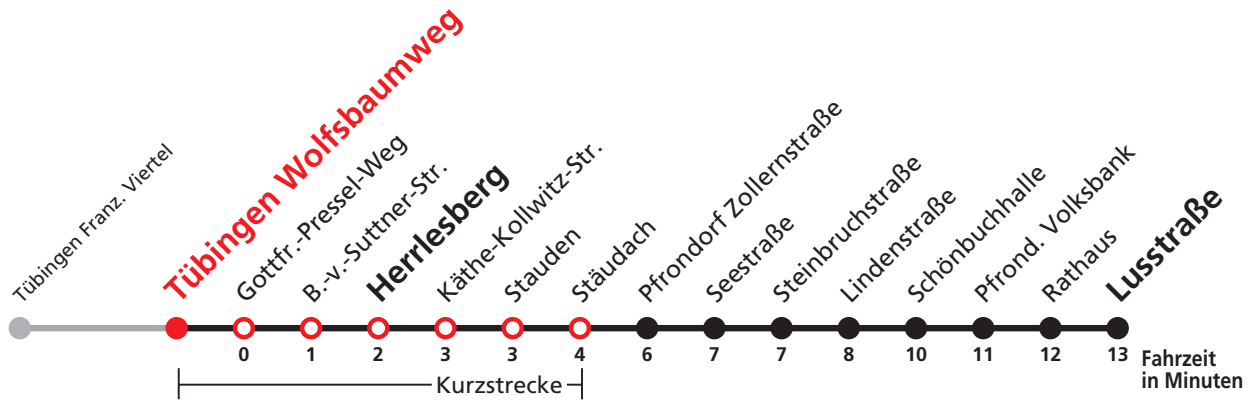 Tübingen Franz. Viertel
Tübingen Wolfsbaumweg
Gottfr.-Pressel-Weg
B.-v.-Suttner-Str.
Herrlesberg
Käthe-Kollwitz-Str.
Stauden
Stäudach
Pfrondorf Zollernstraße
Seestraße
Steinbruchstraße
Lindenstraße
Schönbuchhalle
Pfrond. Volksbank
Rathaus
Lusstraße
0 1 2 3 3 4 6 7 7 8 10 11 12 13
Fahrzeit
in Minuten
Kurzstrecke